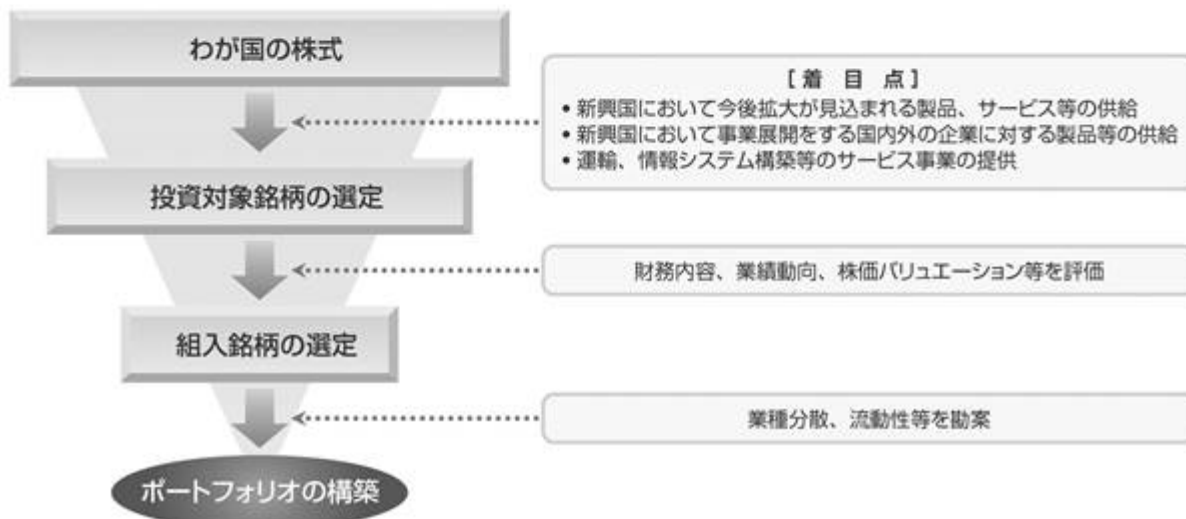 わが国の株式
［着 目 点］
• 新興国において今後拡大が見込まれる製品、サービス等の供給
• 新興国において事業展開をする国内外の企業に対する製品等の供給
• 運輸、情報システム構築等のサービス事業の提供
投資対象銘柄の選定
財務内容、業績動向、株価バリュエーション等を評価
組入銘柄の選定
業種分散、流動性等を勘案
ポートフォリオの構築